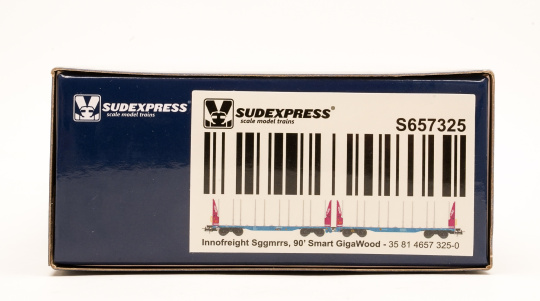 SUDEXPRESS®
scale model trains
SUDEXPRESS®
scale model trains
S657325
Innofreight Sggmrrs, 90' Smart GigaWood - 35 81 4657 325-0